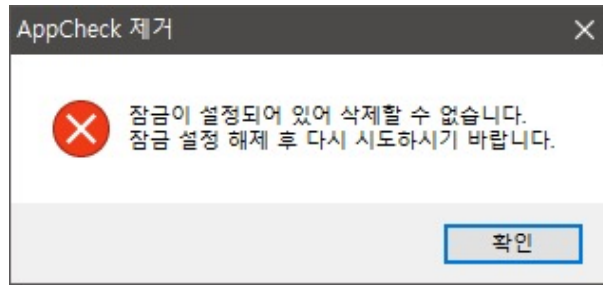 AppCheck 제거
잠금이 설정되어 있어 삭제할 수 없습니다.
잠금 설정 해제 후 다시 시도하시기 바랍니다.
확인